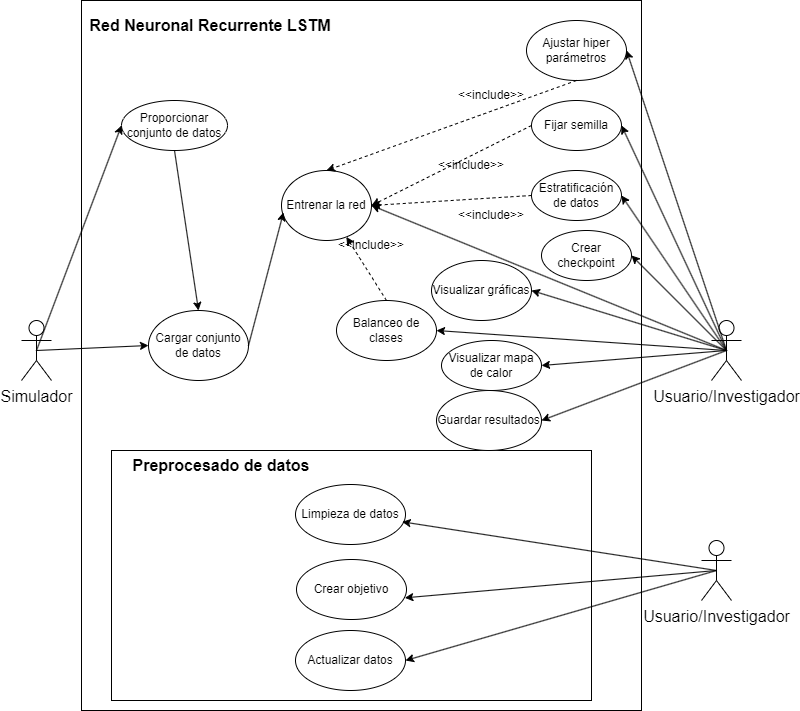 Red Neuronal Recurrente LSTM
Ajustar hiper
parámetros
<<include>>
Proporcionar
conjunto de datos
Fijar semilla
<<include>>
Entrenar la red
Estratificación
de datos
<<include>>
<<include>>
Crear
checkpoint
Visualizar gráficas
Cargar conjunto
de datos
Balanceo de
clases
Visualizar mapa
de calor
Simulador
Usuario/Investigador
Guardar resultados
Preprocesado de datos
Limpieza de datos
Crear objetivo
Usuario/Investigador
Actualizar datos